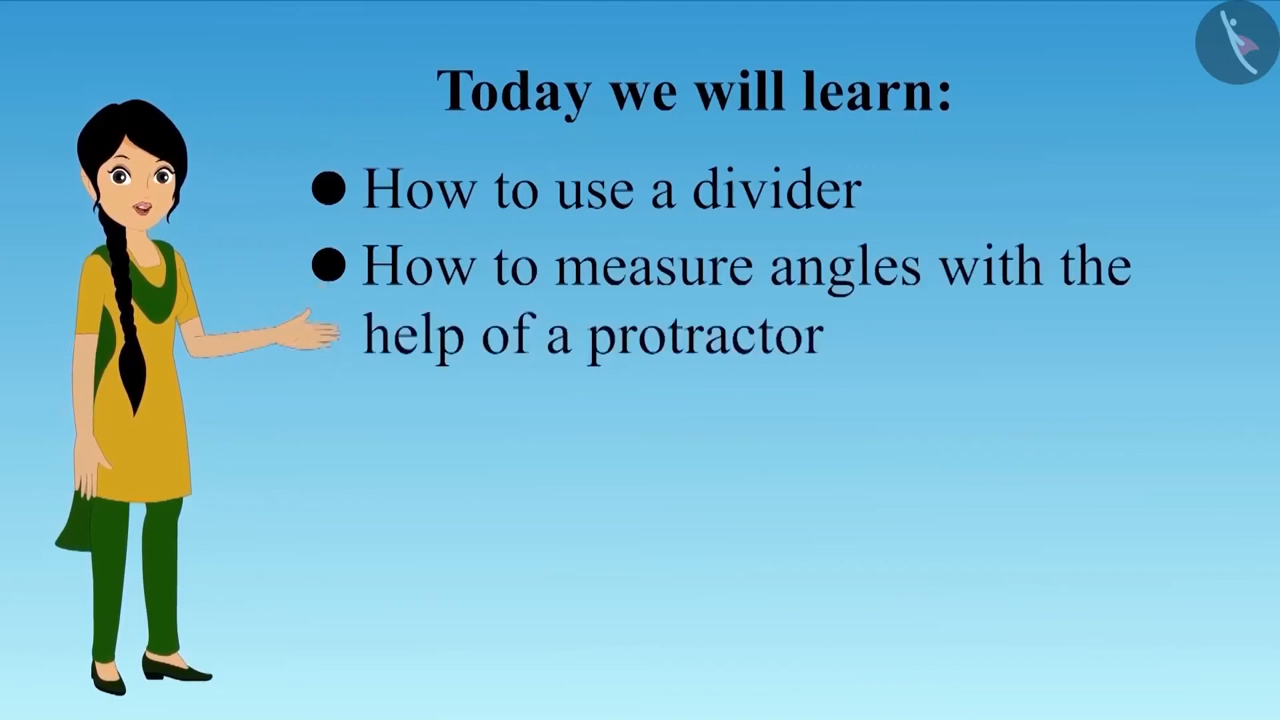 Today we will learn:
● How to use a divider
● How to measure angles with the
help of a protractor